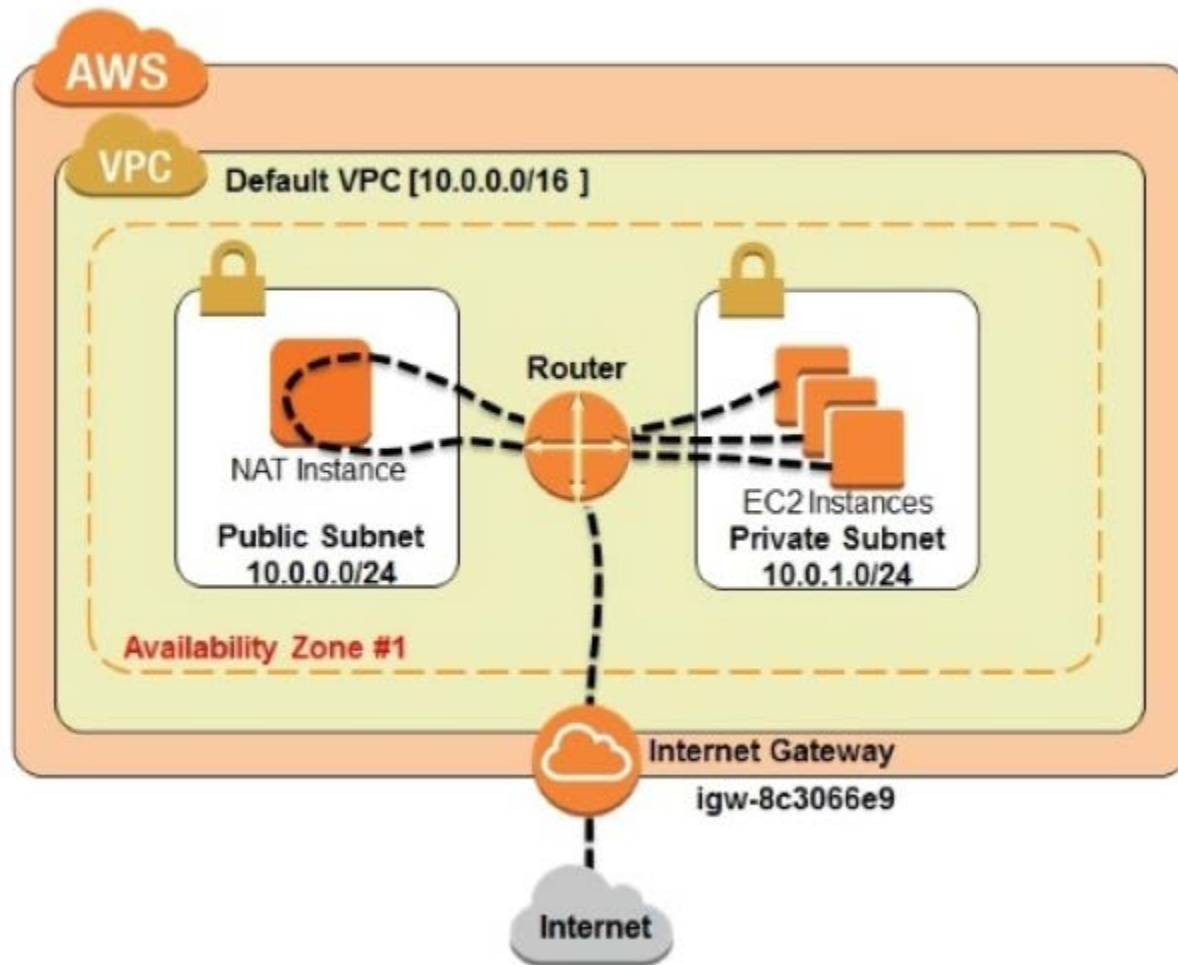 AWS
VPC
Default VPC [10.0.0.0/16 ]
Router
NAT Instance
Public Subnet
10.0.0.0/24
EC2 Instances
Private Subnet
10.0.1.0/24
Availability Zone #1
Internet Gateway
igw-8c3066e9
Internet